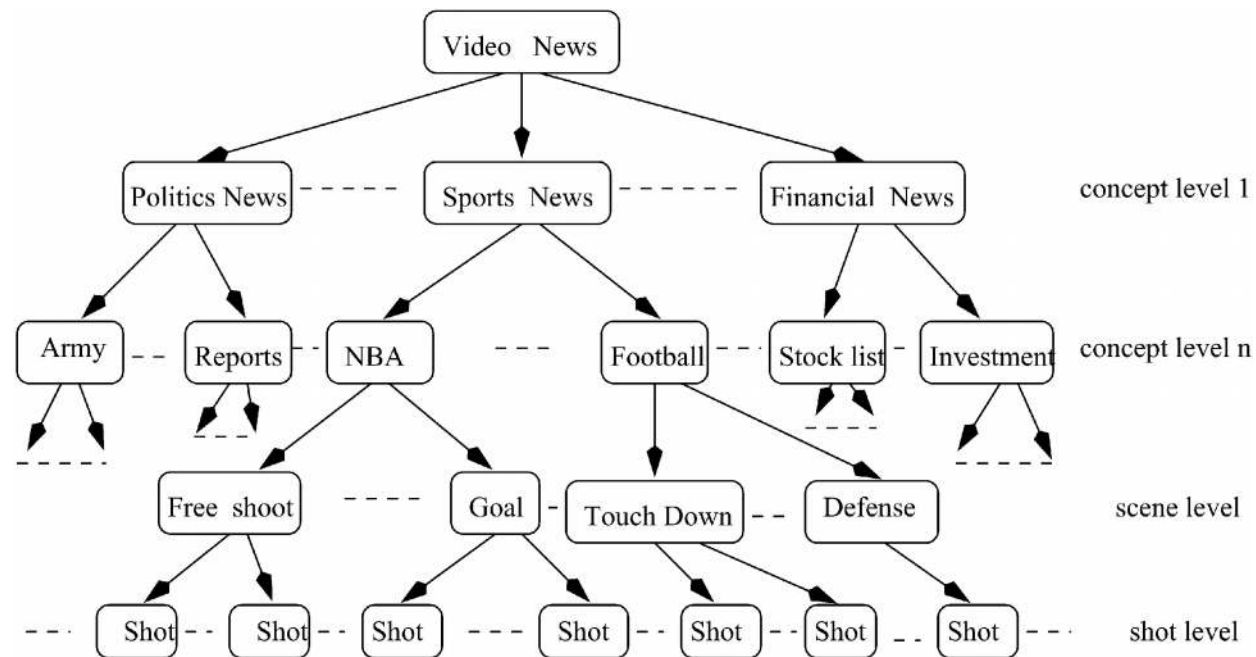 Video News
Politics News
Sports News
Financial News
concept level 1
Army
Reports
NBA
Football
Stock list
Investment
concept level n
Free shoot
Goal
Touch Down
Defense
scene level
Shot
Shot
Shot
Shot
Shot
Shot
Shot
shot level